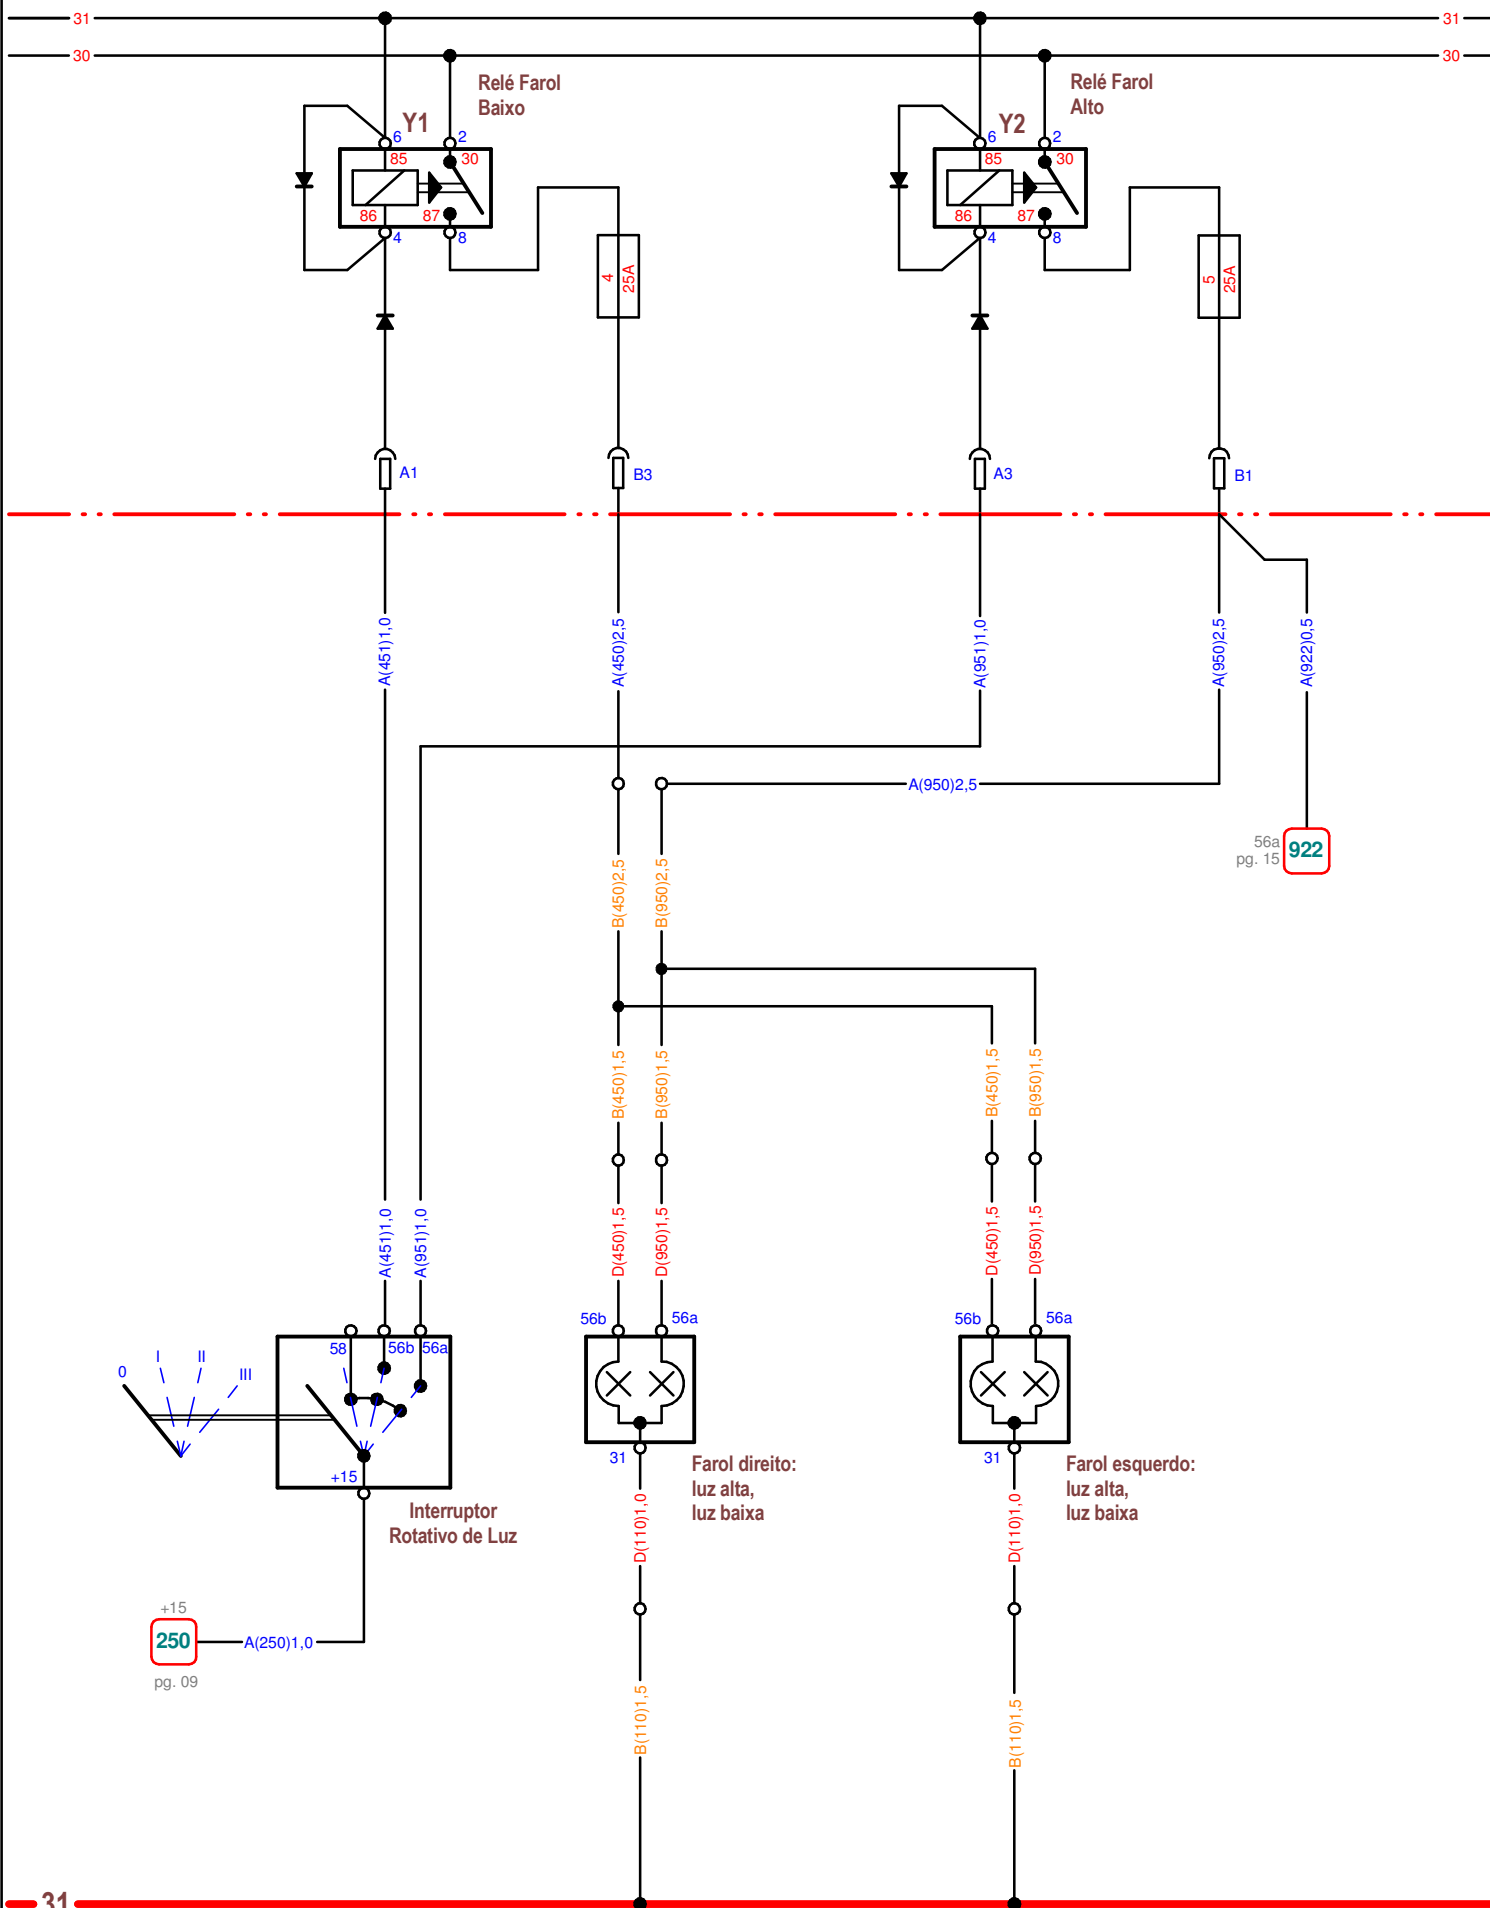 31
31
30
30
Relé Farol
Baixo
Relé Farol
Alto
Y1
Y2
6
2
6
2
85
30
85
30
86
87
86
87
4
8
4
8
4
25A
5
25A
A1
B3
A3
B1
A(451)1,0
A(450)2,5
A(951)1,0
A(950)2,5
A(922)0,5
A(950)2,5
56a
pg. 15
922
B(450)2,5
B(950)2,5
B(450)1,5
B(950)1,5
B(450)1,5
B(950)1,5
A(451)1,0
A(951)1,0
D(450)1,5
D(950)1,5
D(450)1,5
D(950)1,5
56b
56a
56b
56a
58
56b
56a
0
I
II
III
+15
31
31
Interruptor
Rotativo de Luz
Farol direito:
luz alta,
luz baixa
Farol esquerdo:
luz alta,
luz baixa
D(110)1,0
D(110)1,0
+15
250
pg. 09
A(250)1,0
B(110)1,5
B(110)1,5
31